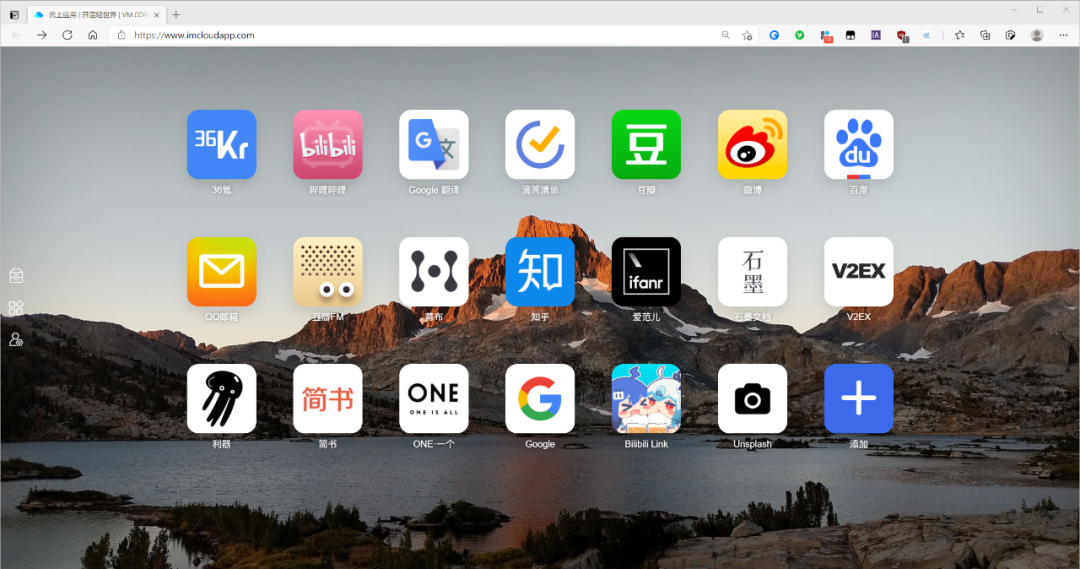 云上应用 | 开启轻世界 | VM.COM
https://www.imcloudapp.com
36Kr
bilibili
G 文
豆
du
36氪
哔哩哔哩
Google 翻译
滴答清单
豆瓣
微博
百度
知
ifanr
石墨
V2EX
QQ邮箱
豆瓣FM
幕布
知乎
爱范儿
石墨文档
V2EX
简书
ONE
ONE IS ALL
G
利器
简书
ONE·一个
Google
Bilibili Link
Unsplash
添加